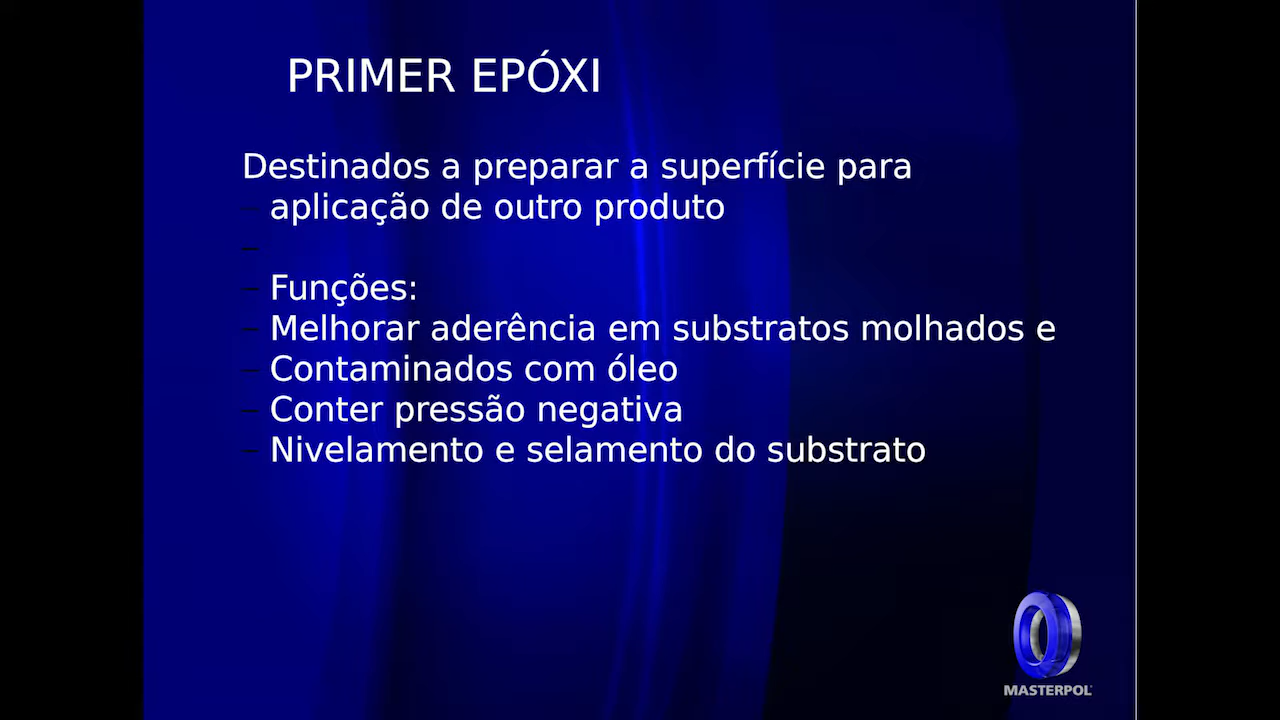 PRIMER EPÓXI
Destinados a preparar a superfície para
– aplicação de outro produto
–
– Funções:
– Melhorar aderência em substratos molhados e
– Contaminados com óleo
– Conter pressão negativa
– Nivelamento e selamento do substrato
MASTERPOL